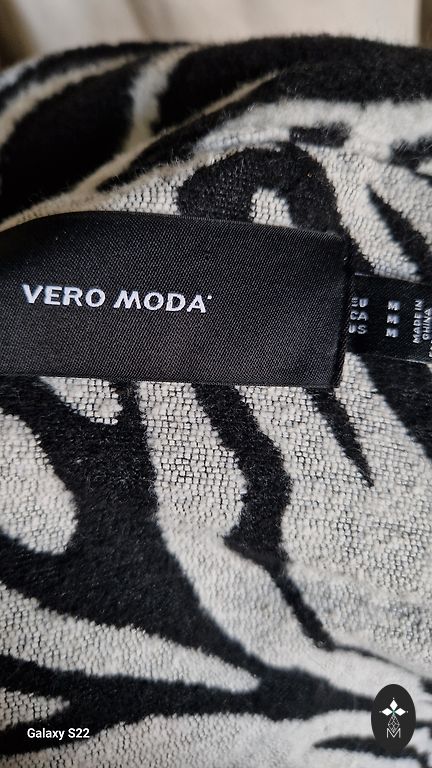 VERO MODA
EU M
CA M
US M
MADE IN
CHINA
Galaxy S22
M